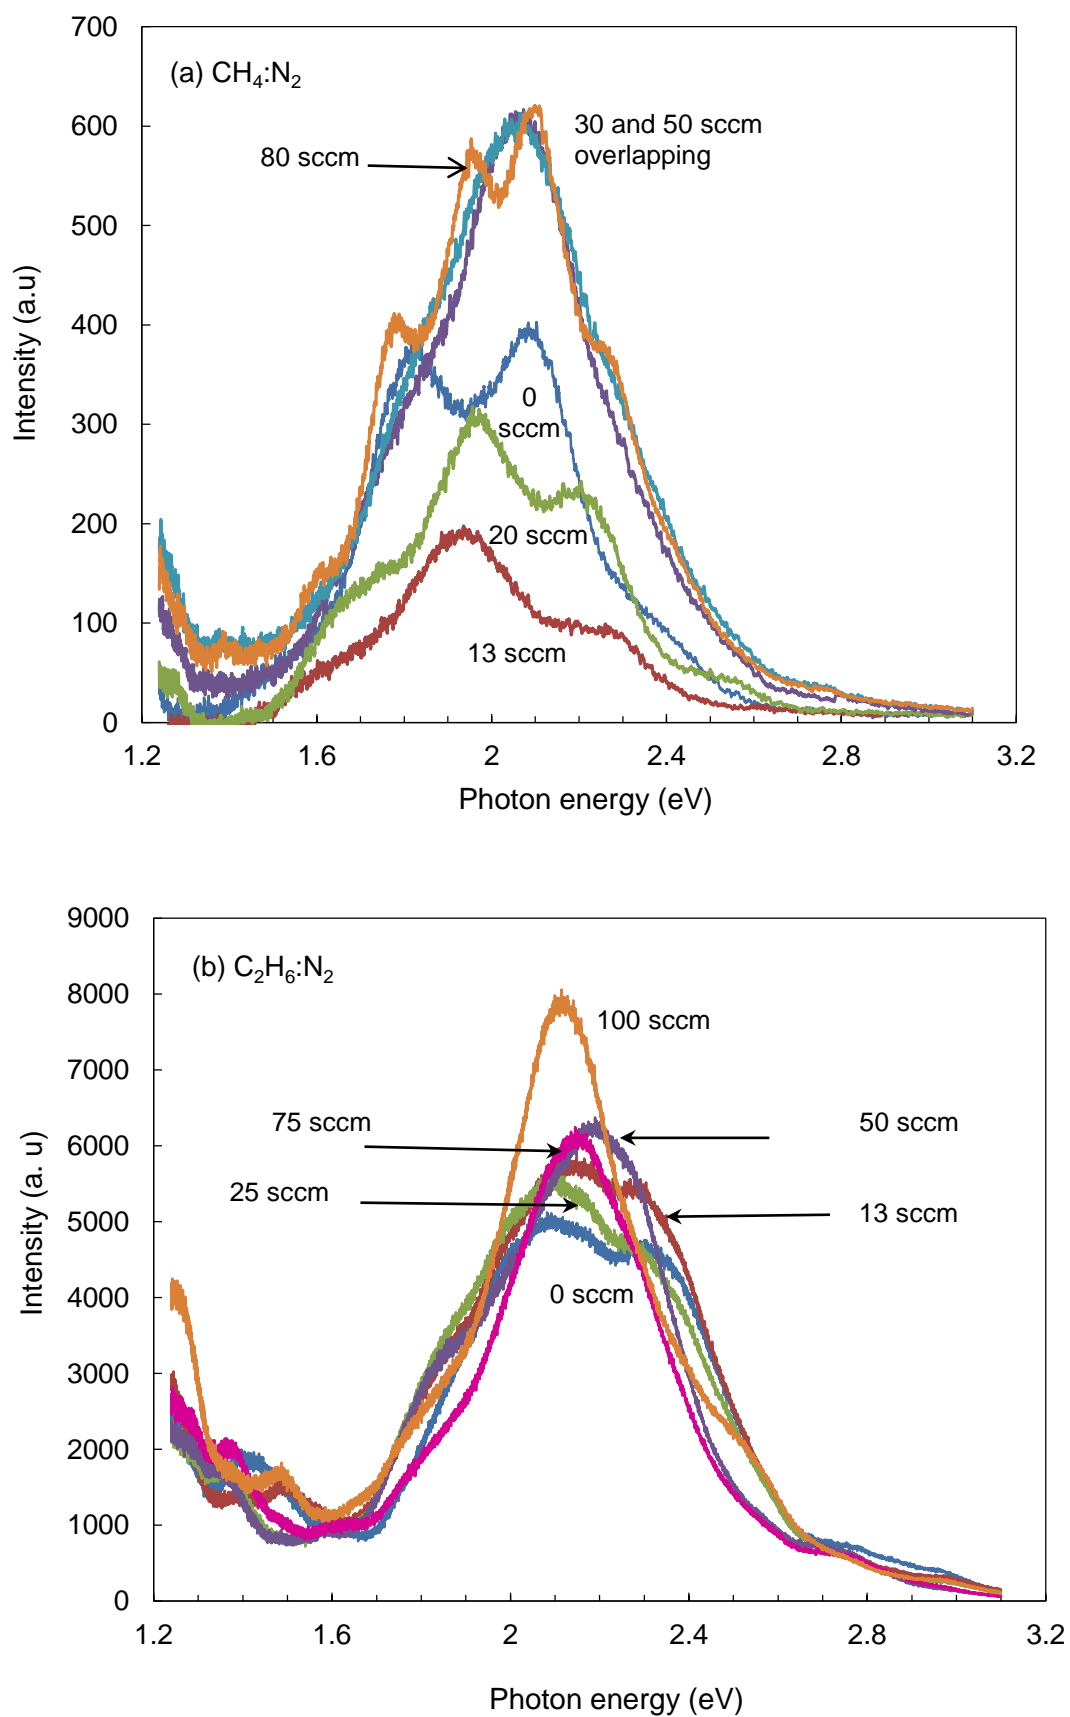 700
(a) CH₄:N₂
600
30 and 50 sccm
overlapping
80 sccm
500
Intensity (a.u)
400
0
sccm
300
200
20 sccm
100
13 sccm
0
1.2 1.6 2 2.4 2.8 3.2
Photon energy (eV)
9000
(b) C₂H₆:N₂
8000
100 sccm
7000
75 sccm
50 sccm
6000
25 sccm
13 sccm
5000
0 sccm
Intensity (a. u)
4000
3000
2000
1000
0
1.2 1.6 2 2.4 2.8 3.2
Photon energy (eV)